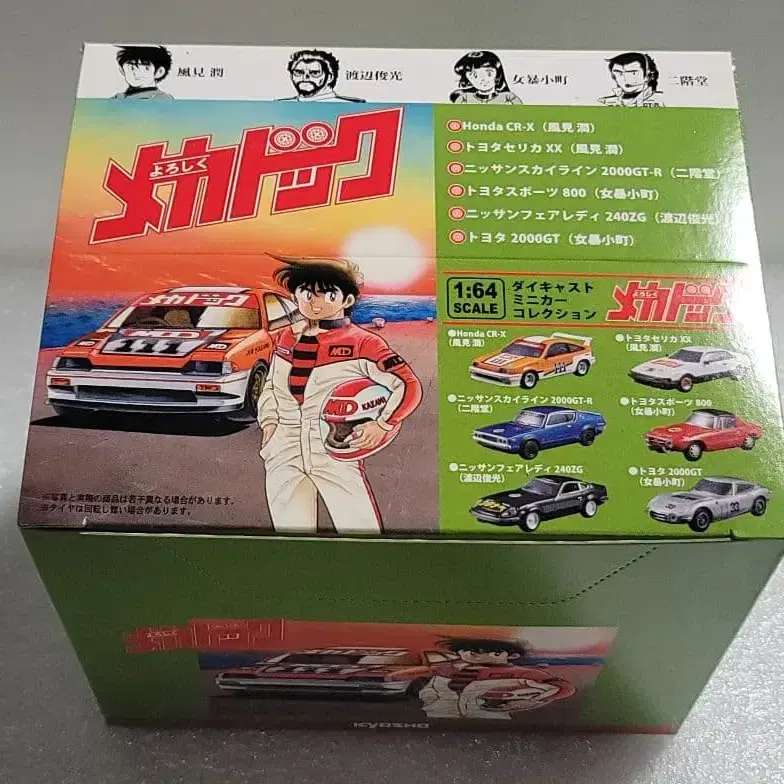 風見 潤
渡辺俊光
女暴小町
二階堂
よろしく
メカドック
Honda CR-X（風見 潤）
トヨタセリカ XX（風見 潤）
ニッサンスカイライン 2000GT-R（二階堂）
トヨタスポーツ 800（女暴小町）
ニッサンフェアレディ 240ZG（渡辺俊光）
トヨタ 2000GT（女暴小町）
1:64
SCALE
ダイキャスト
ミニカー
コレクション
よろしく
メカドック
Honda CR-X
（風見 潤）
トヨタセリカ XX
（風見 潤）
ニッサンスカイライン 2000GT-R
（二階堂）
トヨタスポーツ 800
（女暴小町）
ニッサンフェアレディ 240ZG
（渡辺俊光）
トヨタ 2000GT
（女暴小町）
33
メカドック
MD
MD
MD
KAZAMI
※写真と実際の商品は若干異なる場合があります。
※タイヤは回転し難い場合があります。
よろしく
KYOSHO